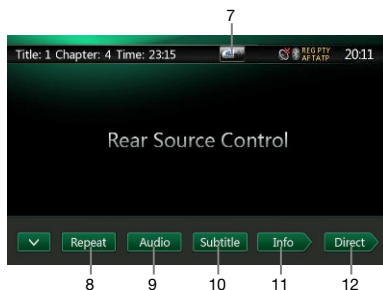 7
Title: 1 Chapter: 4 Time: 23:15
REG PTY
AF TA TP
20:11
Rear Source Control
Repeat
Audio
Subtitle
Info
Direct
8
9
10
11
12